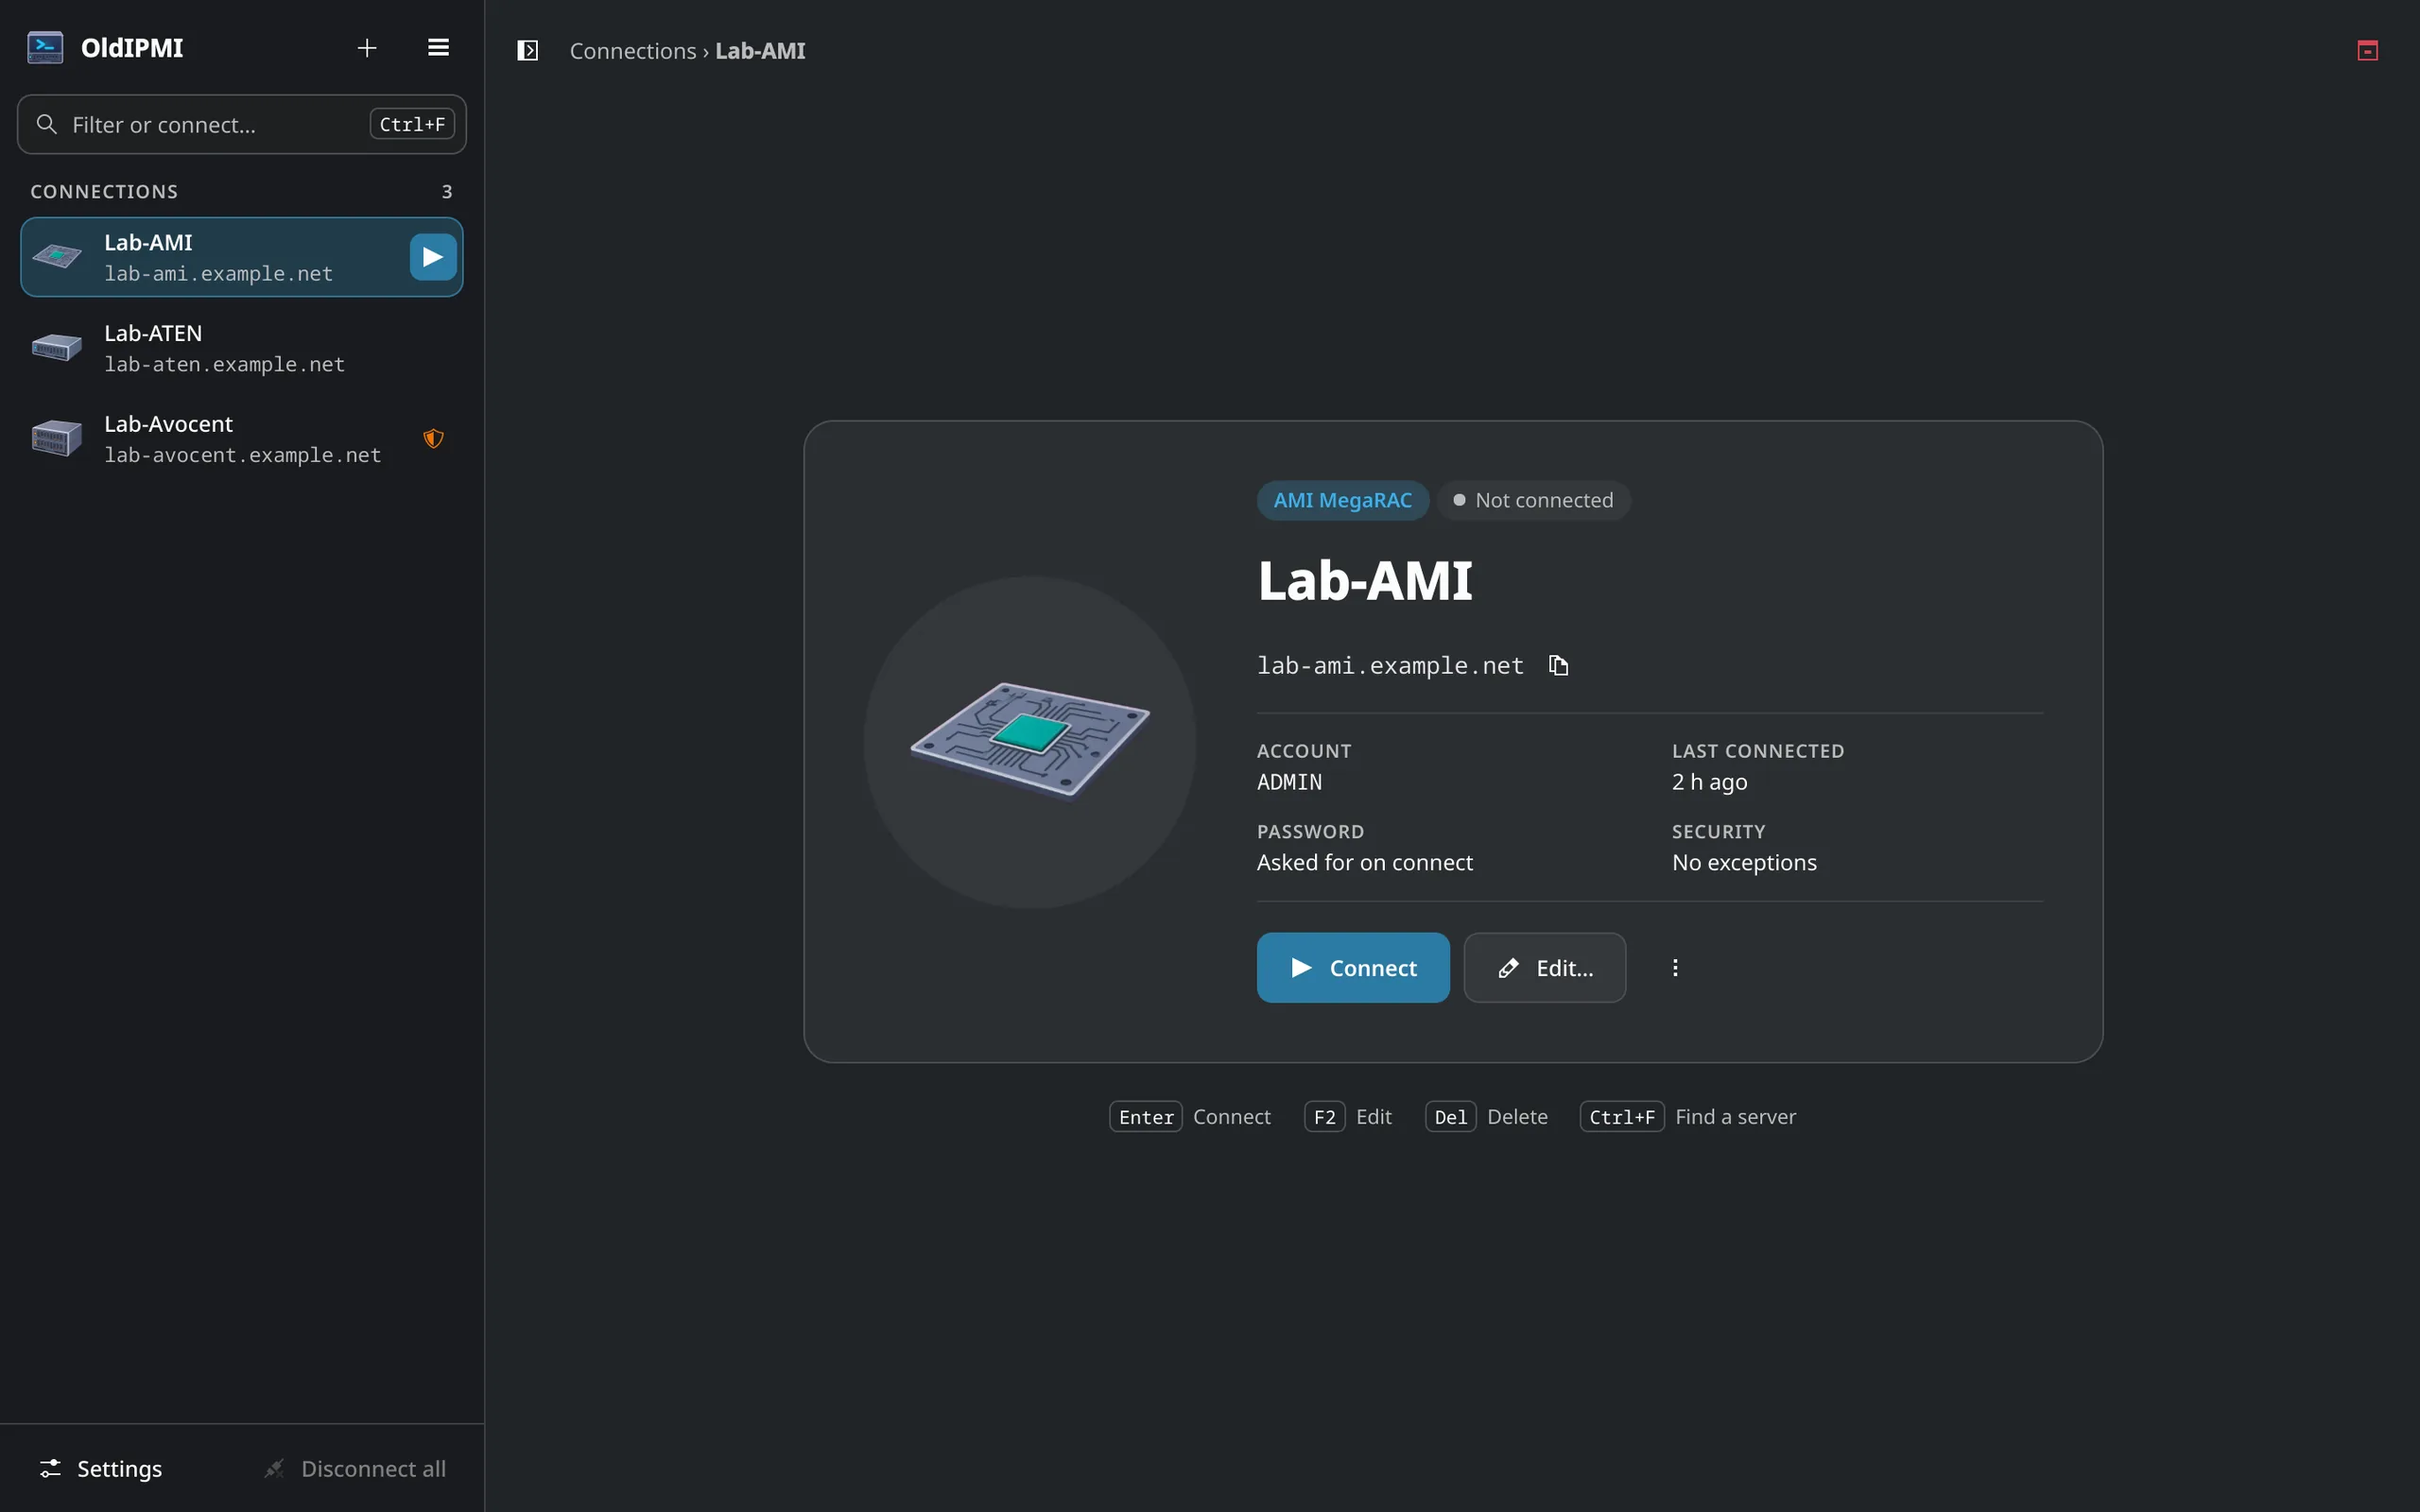 OldIPMI
Filter or connect...
Ctrl+F
CONNECTIONS 3
Lab-AMI
lab-ami.example.net
Lab-ATEN
lab-aten.example.net
Lab-Avocent
lab-avocent.example.net
Settings
Disconnect all
Connections › Lab-AMI
AMI MegaRAC
Not connected
Lab-AMI
lab-ami.example.net
ACCOUNT
ADMIN
LAST CONNECTED
2 h ago
PASSWORD
Asked for on connect
SECURITY
No exceptions
Connect
Edit...
Enter Connect F2 Edit Del Delete Ctrl+F Find a server